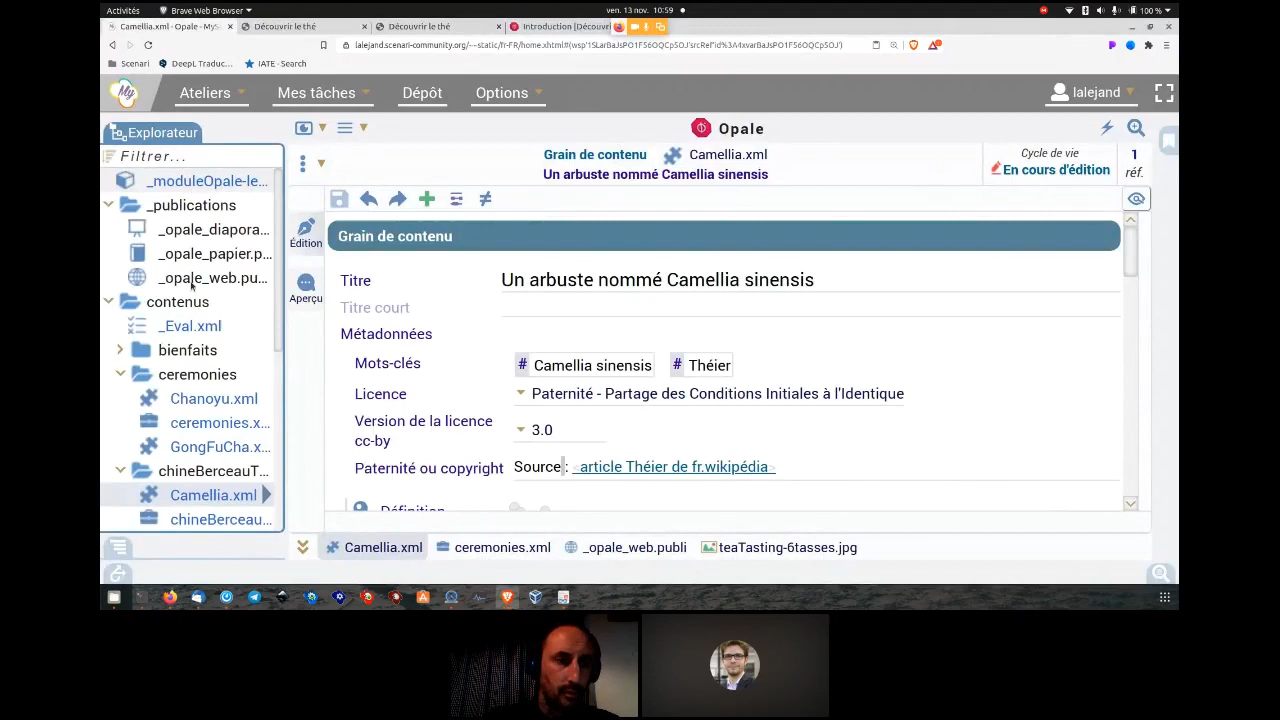 Activités
Brave Web Browser
ven. 13 nov. 10:59
100 %
Camellia.xml - Opale - MySc
Découvrir le thé
Découvrir le thé
Introduction [Découvri
Scenari
DeepL Traduc...
IATE - Search
My
Ateliers
Mes tâches
Dépôt
Options
lalejand
Explorateur
Filtrer...
_moduleOpale-le...
_publications
_opale_diapora...
_opale_papier.p...
_opale_web.pu...
contenus
_Eval.xml
bienfaits
ceremonies
Chanoyu.xml
ceremonies.x...
GongFuCha.x...
chineBerceauT...
Camellia.xml
chineBerceau...
Opale
Grain de contenu
Camellia.xml
Un arbuste nommé Camellia sinensis
Cycle de vie
En cours d'édition
1
réf.
Édition
Aperçu
Grain de contenu
Titre
Un arbuste nommé Camellia sinensis
Titre court
Métadonnées
Mots-clés
# Camellia sinensis
# Théier
Licence
Paternité - Partage des Conditions Initiales à l'Identique
Version de la licence
cc-by
3.0
Paternité ou copyright
Source : article Théier de fr.wikipédia
Définition
Camellia.xml
ceremonies.xml
_opale_web.publi
teaTasting-6tasses.jpg